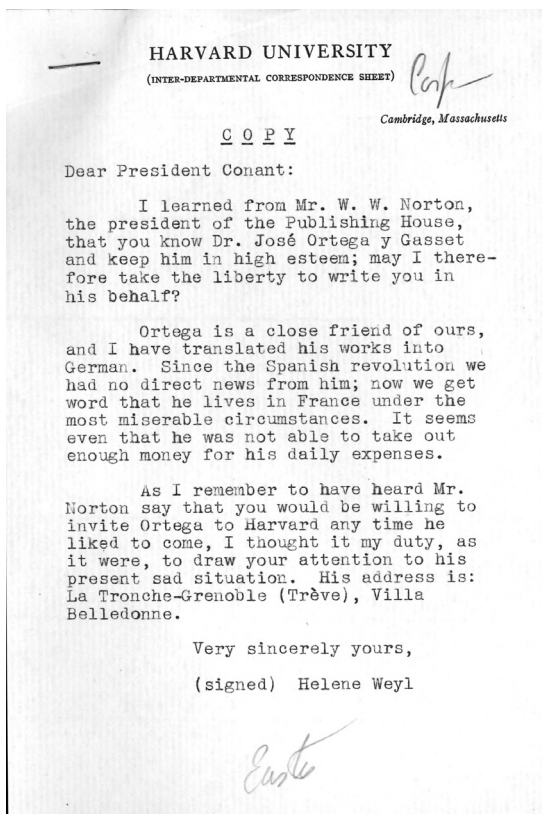 HARVARD UNIVERSITY
(INTER-DEPARTMENTAL CORRESPONDENCE SHEET)
Cambridge, Massachusetts
C O P Y
Dear President Conant:
I learned from Mr. W. W. Norton,
the president of the Publishing House,
that you know Dr. José Ortega y Gasset
and keep him in high esteem; may I there-
fore take the liberty to write you in
his behalf?
Ortega is a close friend of ours,
and I have translated his works into
German. Since the Spanish revolution we
had no direct news from him; now we get
word that he lives in France under the
most miserable circumstances. It seems
even that he was not able to take out
enough money for his daily expenses.
As I remember to have heard Mr.
Norton say that you would be willing to
invite Ortega to Harvard any time he
liked to come, I thought it my duty, as
it were, to draw your attention to his
present sad situation. His address is:
La Tronche-Grenoble (Trève), Villa
Belledonne.
Very sincerely yours,
(signed) Helene Weyl